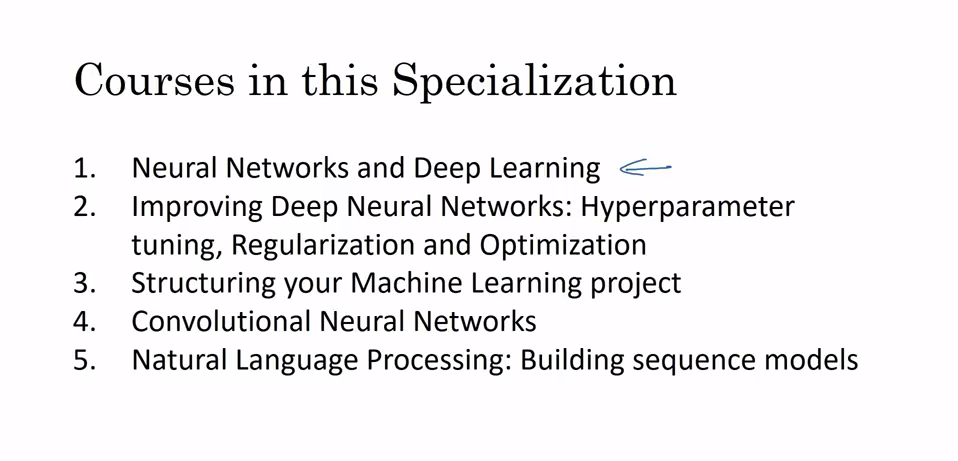 Courses in this Specialization
1. Neural Networks and Deep Learning
2. Improving Deep Neural Networks: Hyperparameter
tuning, Regularization and Optimization
3. Structuring your Machine Learning project
4. Convolutional Neural Networks
5. Natural Language Processing: Building sequence models